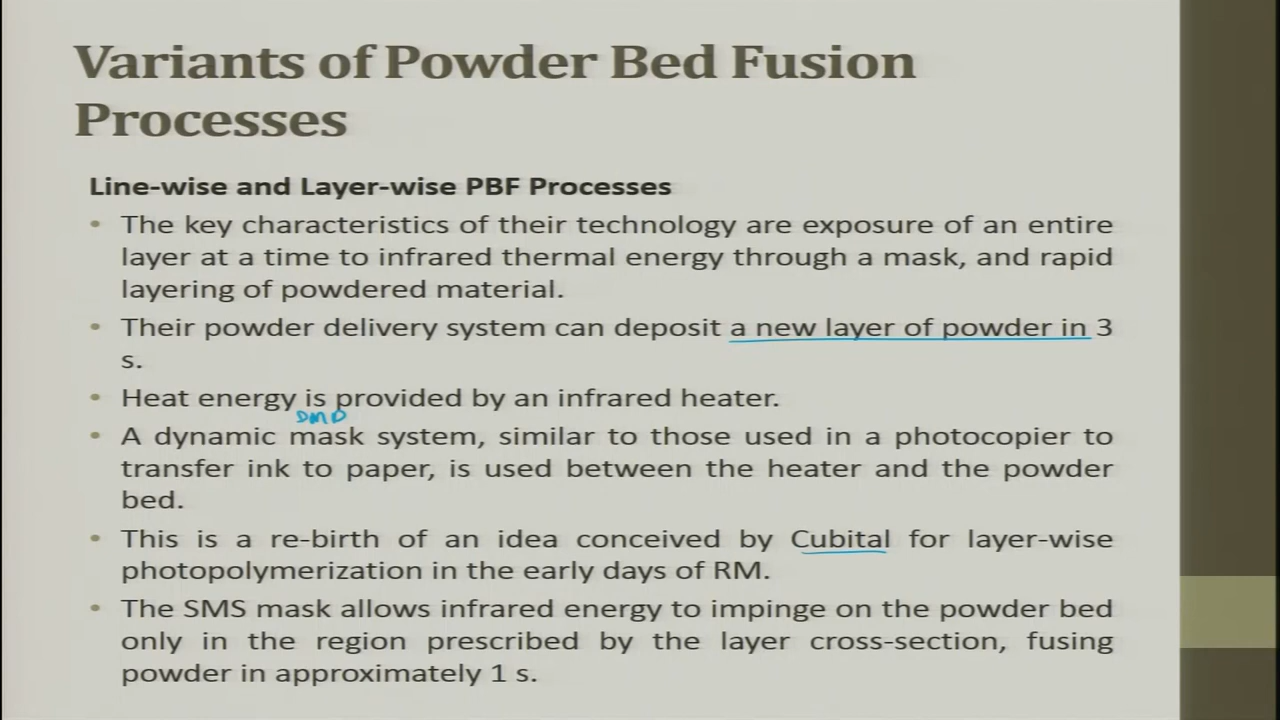 Variants of Powder Bed Fusion
Processes
Line-wise and Layer-wise PBF Processes
• The key characteristics of their technology are exposure of an entire
layer at a time to infrared thermal energy through a mask, and rapid
layering of powdered material.
• Their powder delivery system can deposit a new layer of powder in 3
s.
• Heat energy is provided by an infrared heater.
DMD
• A dynamic mask system, similar to those used in a photocopier to
transfer ink to paper, is used between the heater and the powder
bed.
• This is a re-birth of an idea conceived by Cubital for layer-wise
photopolymerization in the early days of RM.
• The SMS mask allows infrared energy to impinge on the powder bed
only in the region prescribed by the layer cross-section, fusing
powder in approximately 1 s.